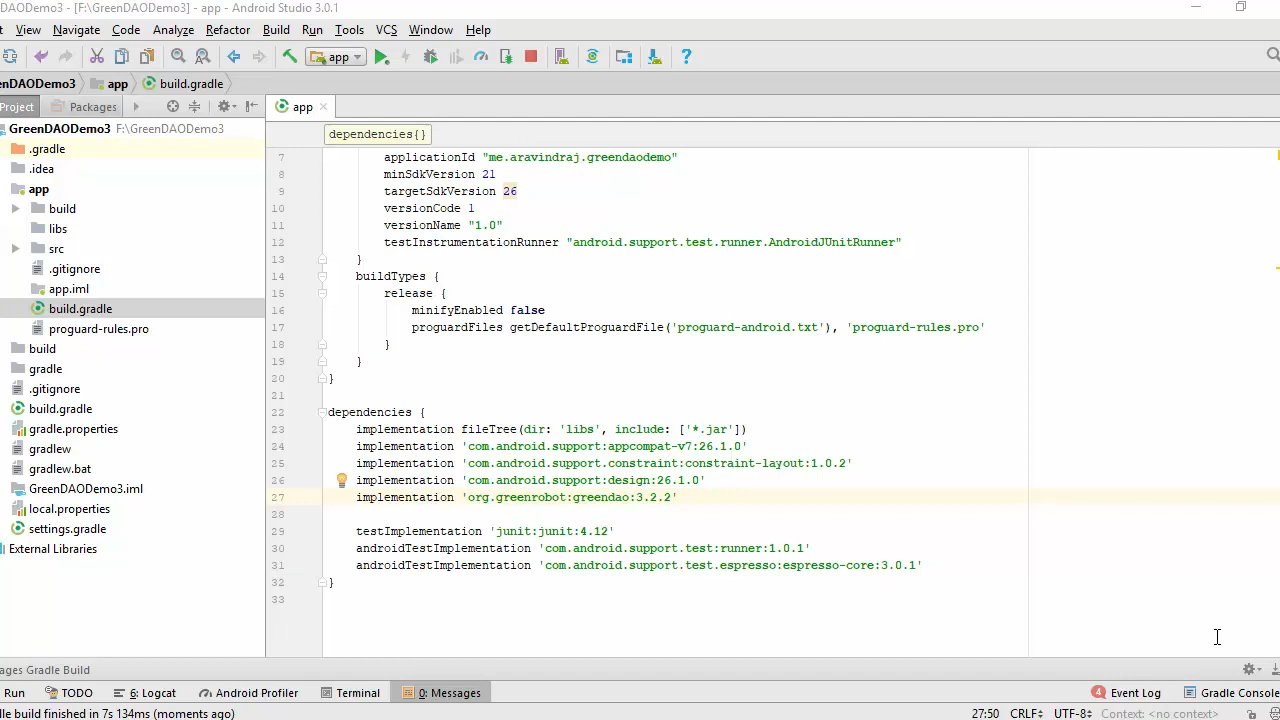 DAODemo3 - [F:\GreenDAODemo3] - app - Android Studio 3.0.1
t View Navigate Code Analyze Refactor Build Run Tools VCS Window Help
app
enDAODemo3 app build.gradle
Project Packages app
GreenDAODemo3 F:\GreenDAODemo3
.gradle
.idea
app
build
libs
src
.gitignore
app.iml
build.gradle
proguard-rules.pro
build
gradle
.gitignore
build.gradle
gradle.properties
gradlew
gradlew.bat
GreenDAODemo3.iml
local.properties
settings.gradle
External Libraries
dependencies{}
7 applicationId "me.aravindraj.greendaodemo"
8 minSdkVersion 21
9 targetSdkVersion 26
10 versionCode 1
11 versionName "1.0"
12 testInstrumentationRunner "android.support.test.runner.AndroidJUnitRunner"
13 }
14 buildTypes {
15 release {
16 minifyEnabled false
17 proguardFiles getDefaultProguardFile('proguard-android.txt'), 'proguard-rules.pro'
18 }
19 }
20 }
21
22 dependencies {
23 implementation fileTree(dir: 'libs', include: ['*.jar'])
24 implementation 'com.android.support:appcompat-v7:26.1.0'
25 implementation 'com.android.support.constraint:constraint-layout:1.0.2'
26 implementation 'com.android.support:design:26.1.0'
27 implementation 'org.greenrobot:greendao:3.2.2'
28
29 testImplementation 'junit:junit:4.12'
30 androidTestImplementation 'com.android.support.test:runner:1.0.1'
31 androidTestImplementation 'com.android.support.test.espresso:espresso-core:3.0.1'
32 }
33
ages Gradle Build
Run TODO 6: Logcat Android Profiler Terminal 0: Messages 4 Event Log Gradle Console
dle build finished in 7s 134ms (moments ago) 27:50 CRLF UTF-8 Context: <no context>